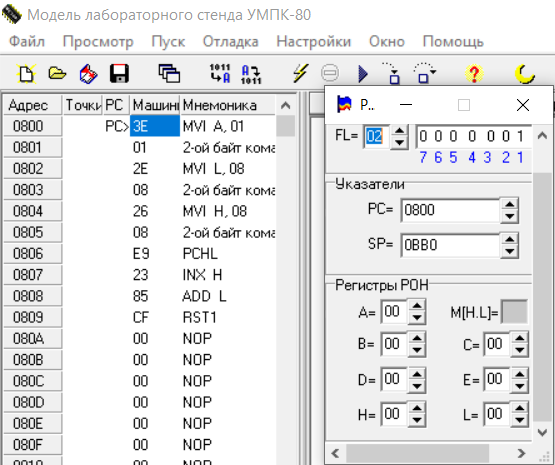 Модель лабораторного стенда УМПК-80
Файл Просмотр Пуск Отладка Настройки Окно Помощь
Адрес Точки PC Машинн Мнемоника
0800 PC> 3E MVI A, 01
0801 01 2-ой байт кома
0802 2E MVI L, 08
0803 08 2-ой байт кома
0804 26 MVI H, 08
0805 08 2-ой байт кома
0806 E9 PCHL
0807 23 INX H
0808 85 ADD L
0809 CF RST1
080A 00 NOP
080B 00 NOP
080C 00 NOP
080D 00 NOP
080E 00 NOP
080F 00 NOP
0010 00 NOP
Р..
FL= 02 0 0 0 0 0 0 1
7 6 5 4 3 2 1
Указатели
PC= 0800
SP= 0BB0
Регистры РОН
A= 00 M[H.L]=
B= 00 C= 00
D= 00 E= 00
H= 00 L= 00